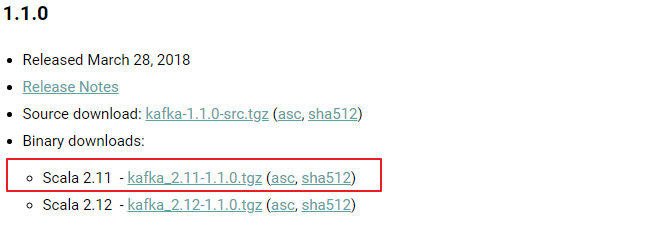 1.1.0
Released March 28, 2018
Release Notes
Source download: kafka-1.1.0-src.tgz (asc, sha512)
Binary downloads:
Scala 2.11 - kafka_2.11-1.1.0.tgz (asc, sha512)
Scala 2.12 - kafka_2.12-1.1.0.tgz (asc, sha512)